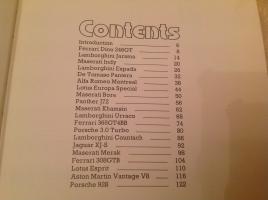 Contents
Introduction 6
Ferrari Dino 246GT 8
Lamborghini Jarama 14
Maserati Indy 20
Lamborghini Espada 26
De Tomaso Pantera 32
Alfa Romeo Montreal 38
Lotus Europa Special 44
Maserati Bora 50
Panther J72 56
Maserati Khamsin 62
Lamborghini Urraco 68
Ferrari 365GT4BB 74
Porsche 3.0 Turbo 80
Lamborghini Countach 86
Jaguar XJ-S 92
Maserati Merak 98
Ferrari 308GTB 104
Lotus Esprit 110
Aston Martin Vantage V8 116
Porsche 928 122